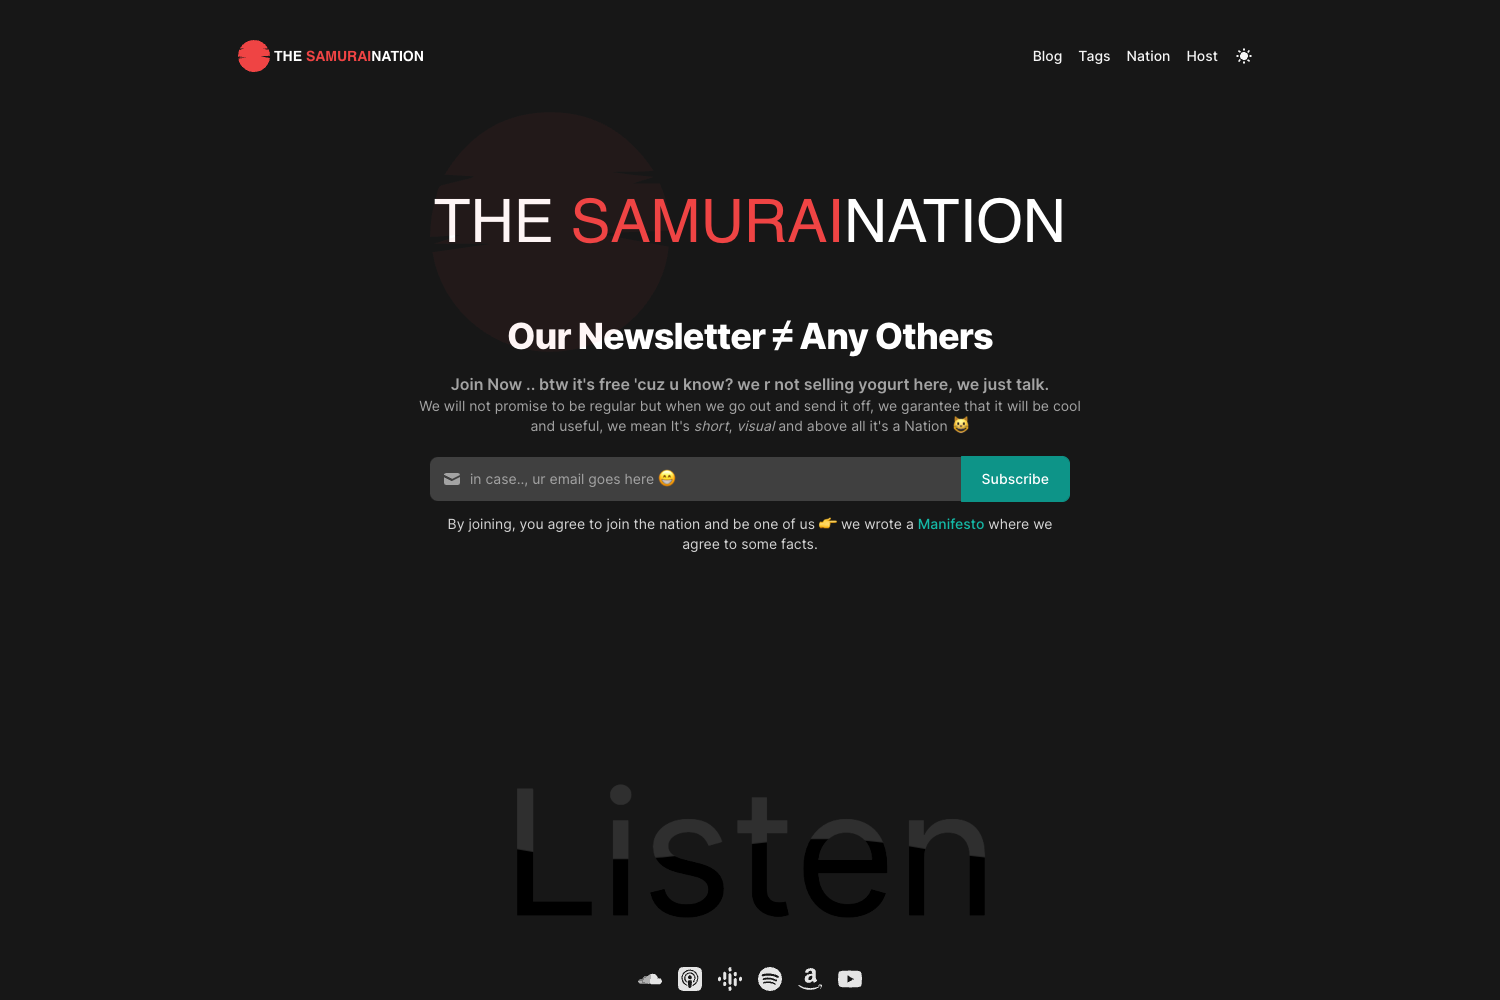 THE SAMURAINATION
Blog Tags Nation Host
THE SAMURAINATION
Our Newsletter ≠ Any Others
Join Now .. btw it's free 'cuz u know? we r not selling yogurt here, we just talk.
We will not promise to be regular but when we go out and send it off, we garantee that it will be cool
and useful, we mean It's short, visual and above all it's a Nation 😺
in case.., ur email goes here 😁
Subscribe
By joining, you agree to join the nation and be one of us 👉 we wrote a Manifesto where we
agree to some facts.
Listen